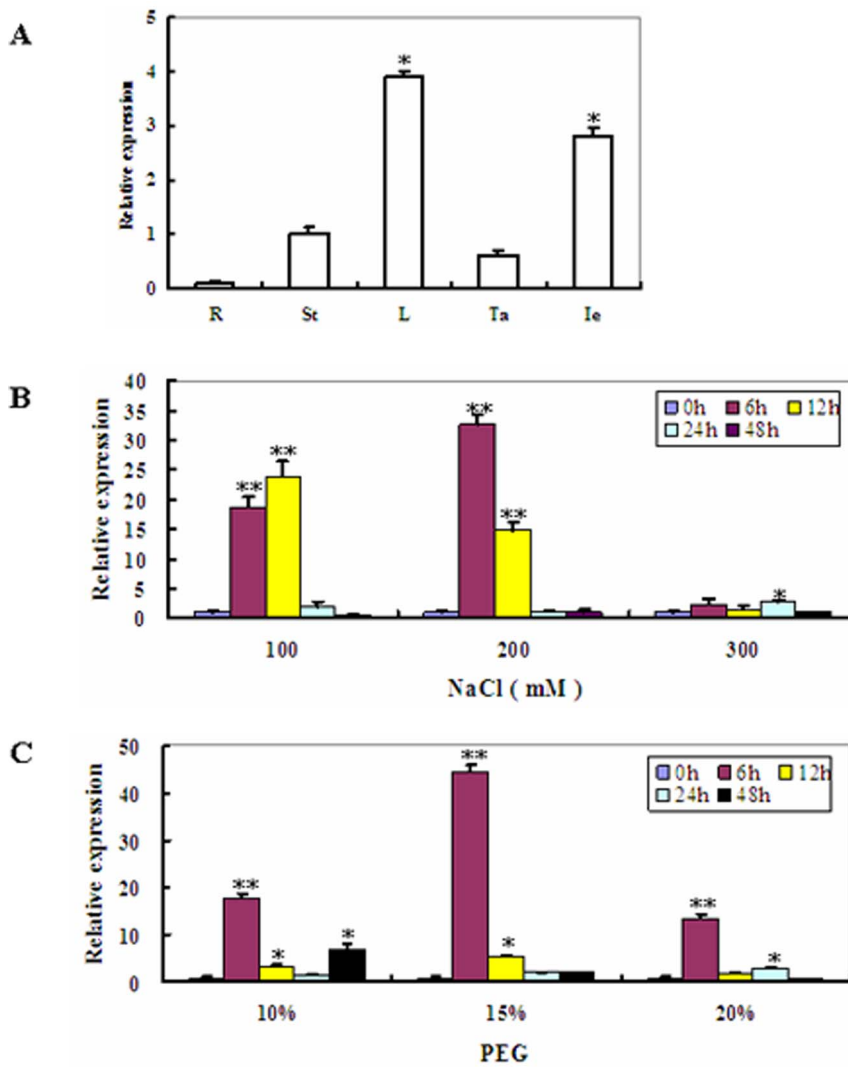 A
Relative expression
5
4
3
2
1
0
*
*
R St L Ta Ie
B
Relative expression
40
35
30
25
20
15
10
5
0
0h 6h 12h
24h 48h
** ** ** ** *
100 200 300
NaCl ( mM )
C
Relative expression
50
40
30
20
10
0
0h 6h 12h
24h 48h
** * * ** * ** *
10% 15% 20%
PEG